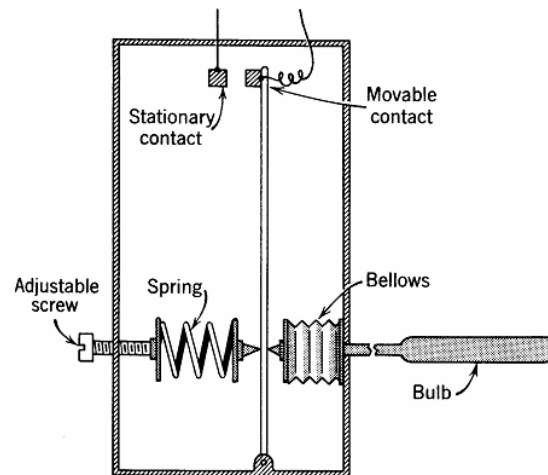 Stationary
contact
Movable
contact
Adjustable
screw
Spring
Bellows
Bulb